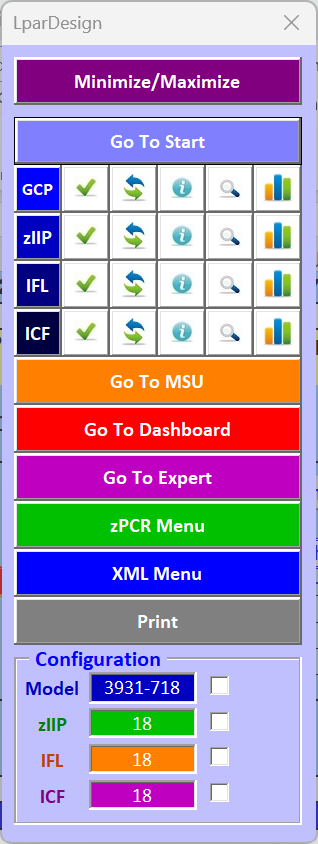 LparDesign
Minimize/Maximize
Go To Start
GCP
zIIP
IFL
ICF
Go To MSU
Go To Dashboard
Go To Expert
zPCR Menu
XML Menu
Print
Configuration
Model 3931-718
zIIP 18
IFL 18
ICF 18